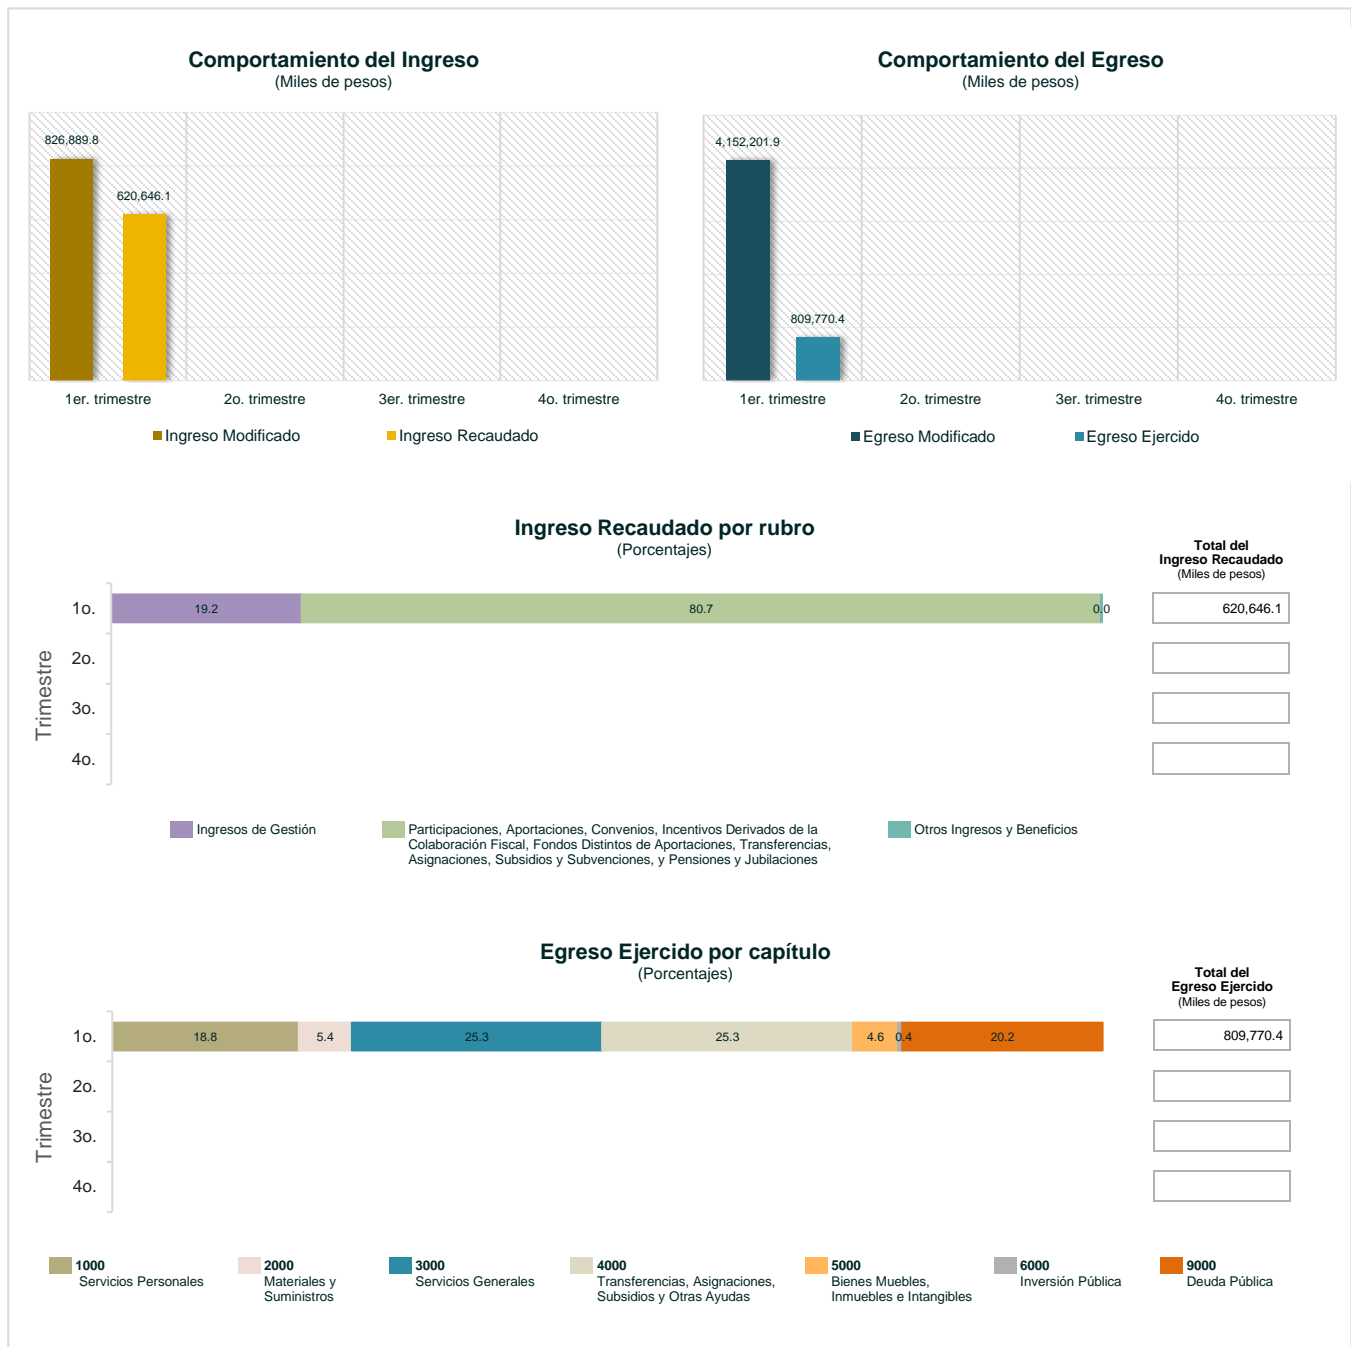 Comportamiento del Ingreso
(Miles de pesos)
826,889.8
620,646.1
1er. trimestre
2o. trimestre
3er. trimestre
4o. trimestre
Ingreso Modificado
Ingreso Recaudado
Comportamiento del Egreso
(Miles de pesos)
4,152,201.9
809,770.4
1er. trimestre
2o. trimestre
3er. trimestre
4o. trimestre
Egreso Modificado
Egreso Ejercido
Ingreso Recaudado por rubro
(Porcentajes)
Total del
Ingreso Recaudado
(Miles de pesos)
Trimestre
1o.
19.2
80.7
0.0
620,646.1
2o.
3o.
4o.
Ingresos de Gestión
Participaciones, Aportaciones, Convenios, Incentivos Derivados de la
Colaboración Fiscal, Fondos Distintos de Aportaciones, Transferencias,
Asignaciones, Subsidios y Subvenciones, y Pensiones y Jubilaciones
Otros Ingresos y Beneficios
Egreso Ejercido por capítulo
(Porcentajes)
Total del
Egreso Ejercido
(Miles de pesos)
Trimestre
1o.
18.8
5.4
25.3
25.3
4.6
0.4
20.2
809,770.4
2o.
3o.
4o.
1000
Servicios Personales
2000
Materiales y
Suministros
3000
Servicios Generales
4000
Transferencias, Asignaciones,
Subsidios y Otras Ayudas
5000
Bienes Muebles,
Inmuebles e Intangibles
6000
Inversión Pública
9000
Deuda Pública